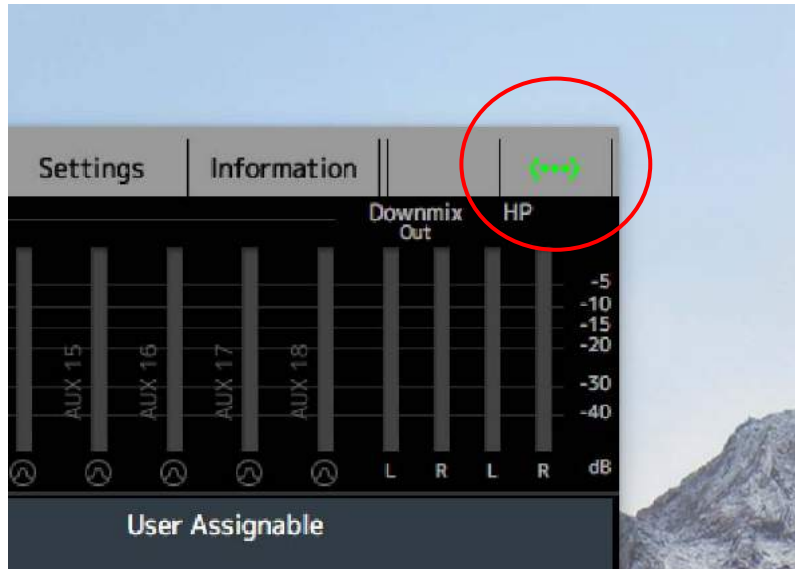 Settings Information
Downmix HP
Out
-5
-10
-15
-20
-30
-40
AUX 15 AUX 16 AUX 17 AUX 18
L R L R dB
User Assignable